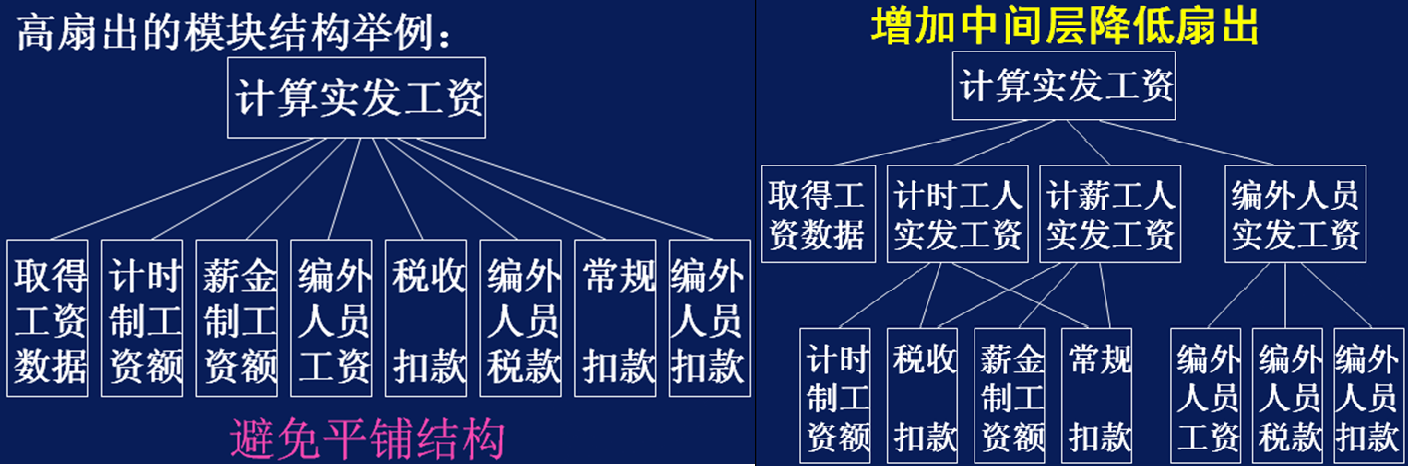 高扇出的模块结构举例：
计算实发工资
取得
工资
数据
计时
制工
资额
薪金
制工
资额
编外
人员
工资
税收
扣款
编外
人员
税款
常规
扣款
编外
人员
扣款
避免平铺结构
增加中间层降低扇出
计算实发工资
取得工
资数据
计时工人
实发工资
计薪工人
实发工资
编外人员
实发工资
计时
制工
资额
税收
扣款
薪金
制工
资额
常规
扣款
编外
人员
工资
编外
人员
税款
编外
人员
扣款